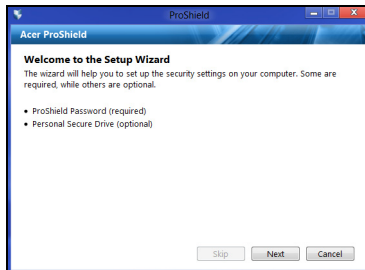 ProShield
Acer ProShield
Welcome to the Setup Wizard
The wizard will help you to set up the security settings on your computer. Some are
required, while others are optional.
• ProShield Password (required)
• Personal Secure Drive (optional)
Skip Next Cancel